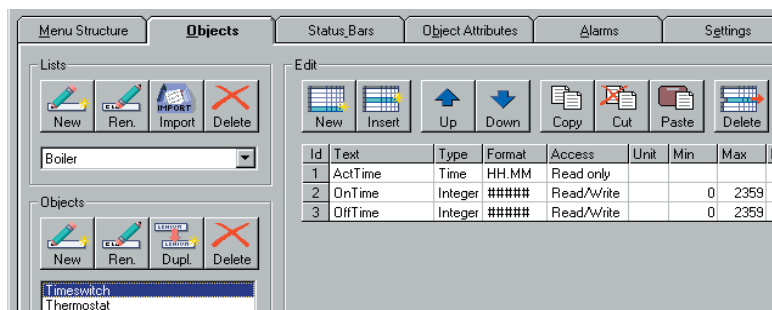 Menu Structure Objects Status Bars Object Attributes Alarms Settings
Lists
New Ren. IMPORT Import Delete
Boiler
Objects
New Ren. Dupl. Delete
Timeswitch
Thermostat
Edit
New Insert Up Down Copy Cut Paste Delete
Id Text Type Format Access Unit Min Max
1 ActTime Time HH.MM Read only
2 OnTime Integer ##### Read/Write 0 2359
3 OffTime Integer ##### Read/Write 0 2359